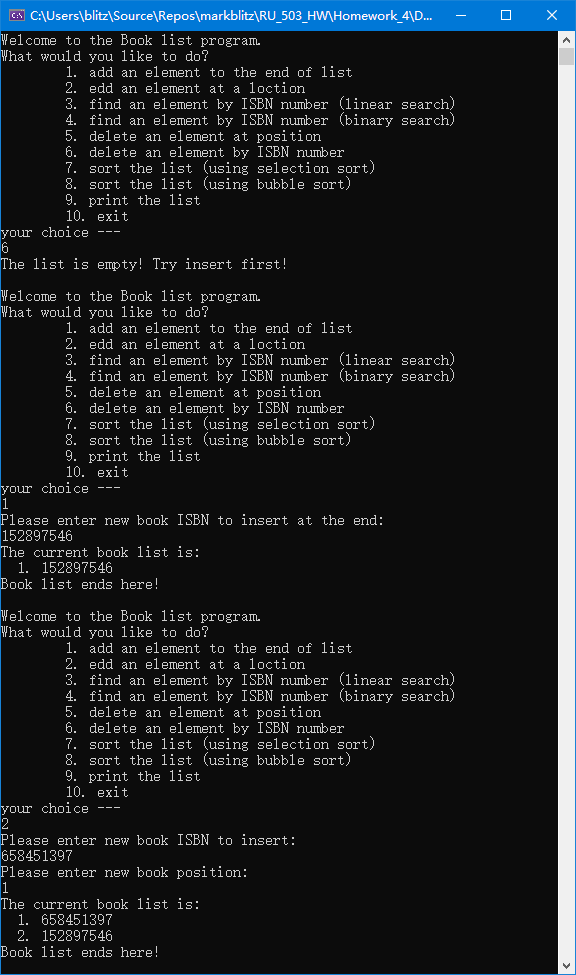 C:\Users\blitz\Source\Repos\markblitz\RU_503_HW\Homework_4\D...
Welcome to the Book list program.
What would you like to do?
1. add an element to the end of list
2. edd an element at a loction
3. find an element by ISBN number (linear search)
4. find an element by ISBN number (binary search)
5. delete an element at position
6. delete an element by ISBN number
7. sort the list (using selection sort)
8. sort the list (using bubble sort)
9. print the list
10. exit
your choice ---
6
The list is empty! Try insert first!
Welcome to the Book list program.
What would you like to do?
1. add an element to the end of list
2. edd an element at a loction
3. find an element by ISBN number (linear search)
4. find an element by ISBN number (binary search)
5. delete an element at position
6. delete an element by ISBN number
7. sort the list (using selection sort)
8. sort the list (using bubble sort)
9. print the list
10. exit
your choice ---
1
Please enter new book ISBN to insert at the end:
152897546
The current book list is:
1. 152897546
Book list ends here!
Welcome to the Book list program.
What would you like to do?
1. add an element to the end of list
2. edd an element at a loction
3. find an element by ISBN number (linear search)
4. find an element by ISBN number (binary search)
5. delete an element at position
6. delete an element by ISBN number
7. sort the list (using selection sort)
8. sort the list (using bubble sort)
9. print the list
10. exit
your choice ---
2
Please enter new book ISBN to insert:
658451397
Please enter new book position:
1
The current book list is:
1. 658451397
2. 152897546
Book list ends here!